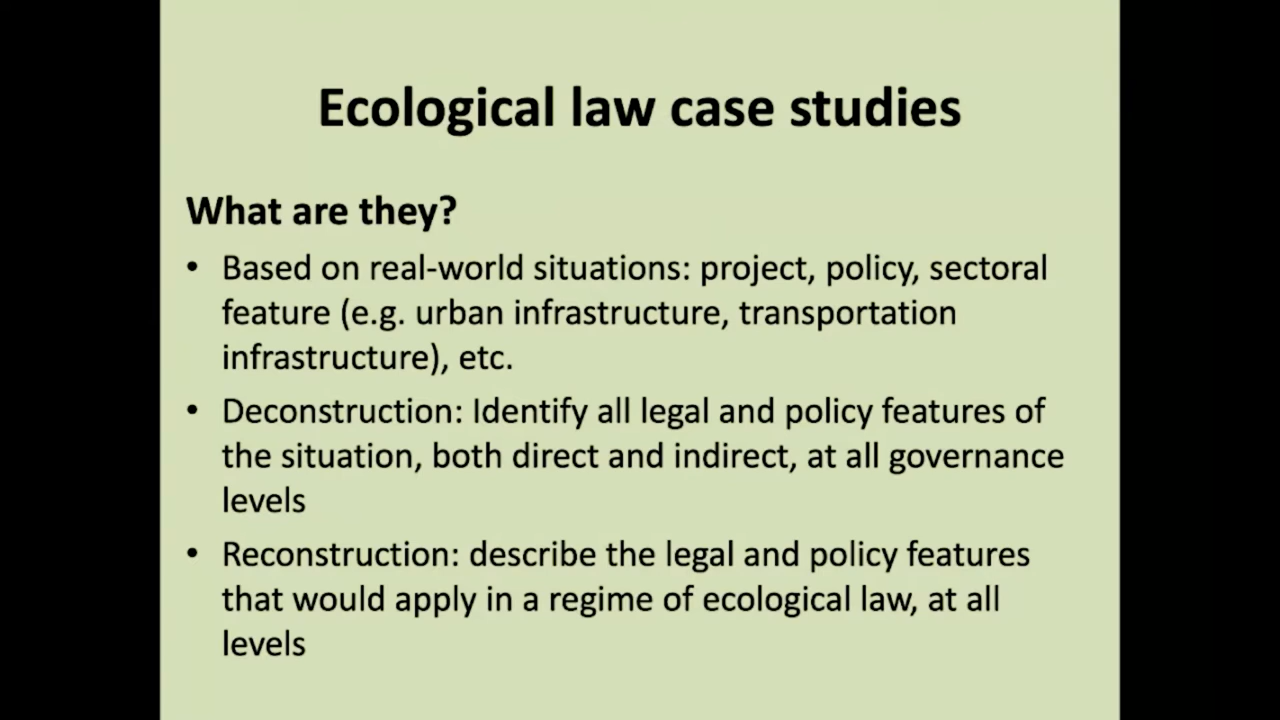 Ecological law case studies
What are they?
• Based on real-world situations: project, policy, sectoral
feature (e.g. urban infrastructure, transportation
infrastructure), etc.
• Deconstruction: Identify all legal and policy features of
the situation, both direct and indirect, at all governance
levels
• Reconstruction: describe the legal and policy features
that would apply in a regime of ecological law, at all
levels